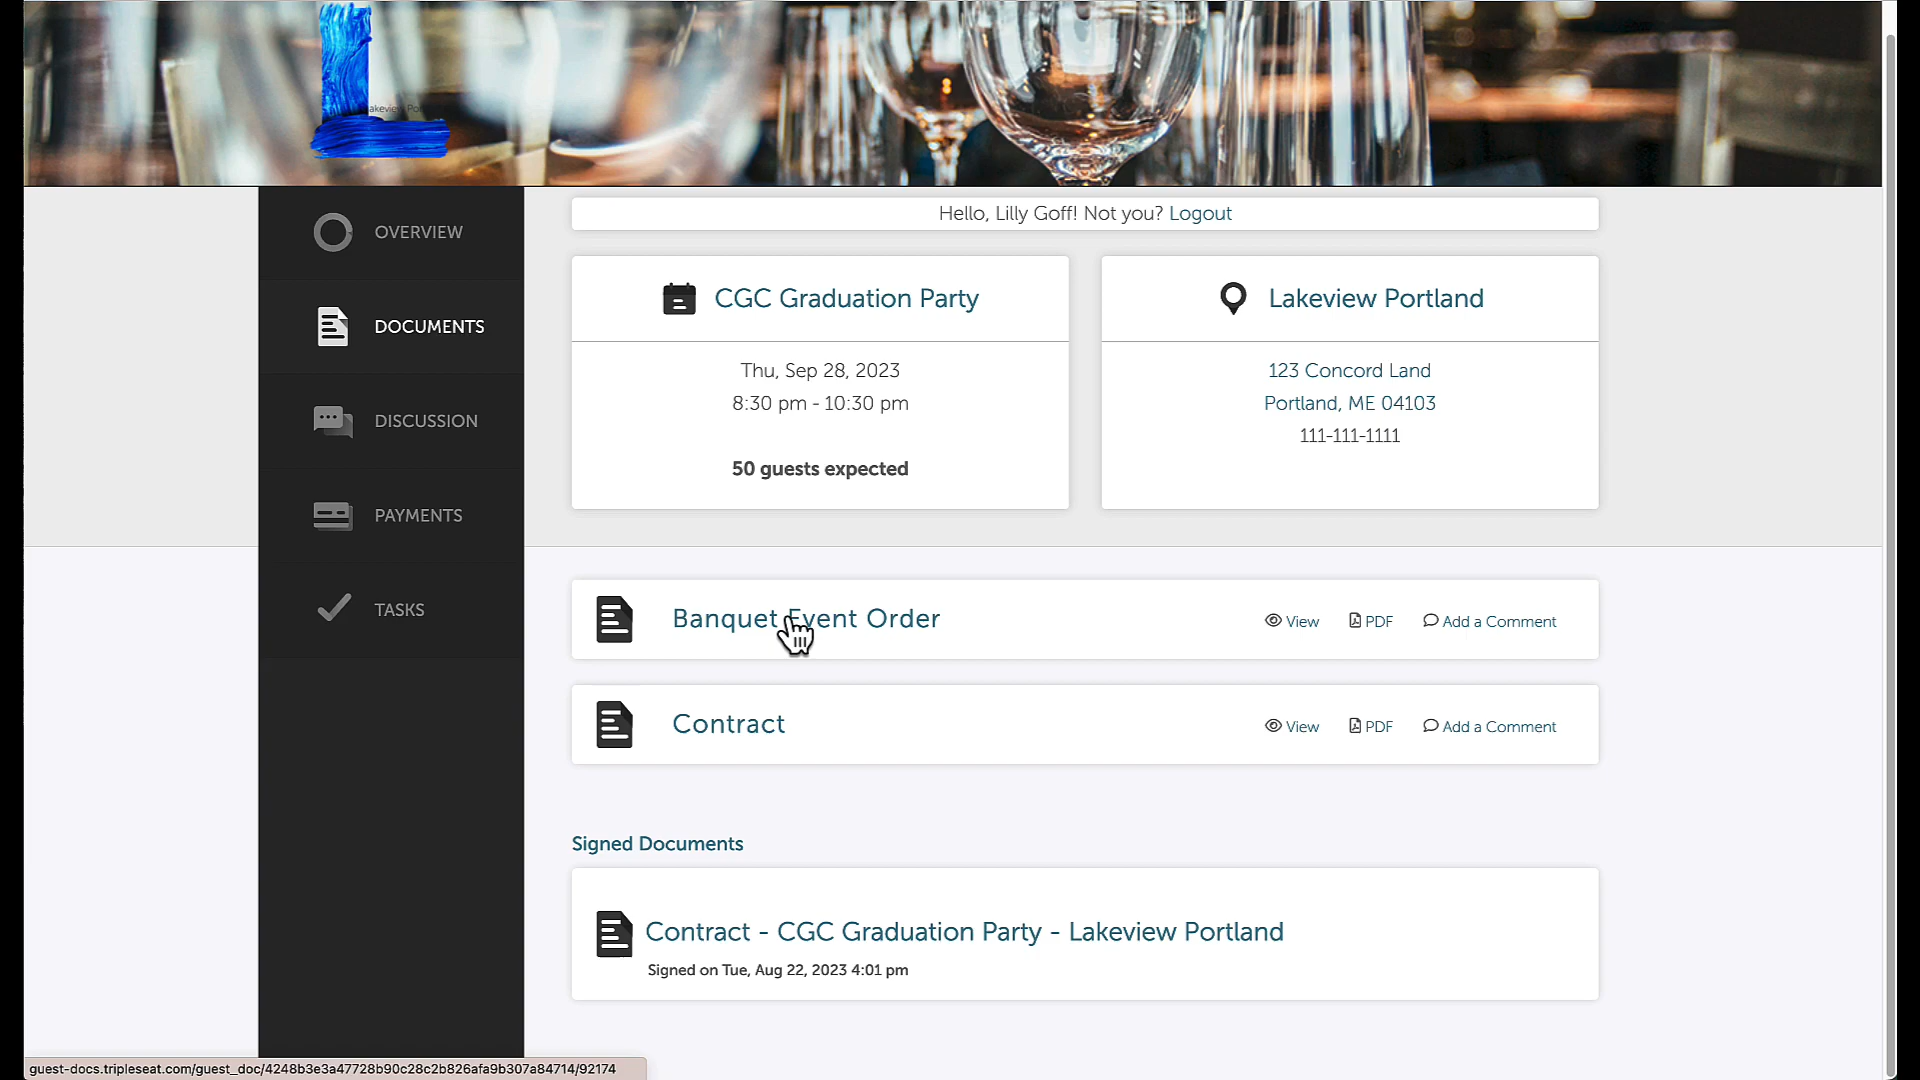 Lakeview Por
Hello, Lilly Goff! Not you? Logout
OVERVIEW
DOCUMENTS
DISCUSSION
PAYMENTS
TASKS
CGC Graduation Party
Thu, Sep 28, 2023
8:30 pm - 10:30 pm
50 guests expected
Lakeview Portland
123 Concord Land
Portland, ME 04103
111-111-1111
Banquet Event Order
View PDF Add a Comment
Contract
View PDF Add a Comment
Signed Documents
Contract - CGC Graduation Party - Lakeview Portland
Signed on Tue, Aug 22, 2023 4:01 pm
guest-docs.tripleseat.com/guest_doc/4248b3e3a47728b90c28c2b826afa9b307a84714/92174